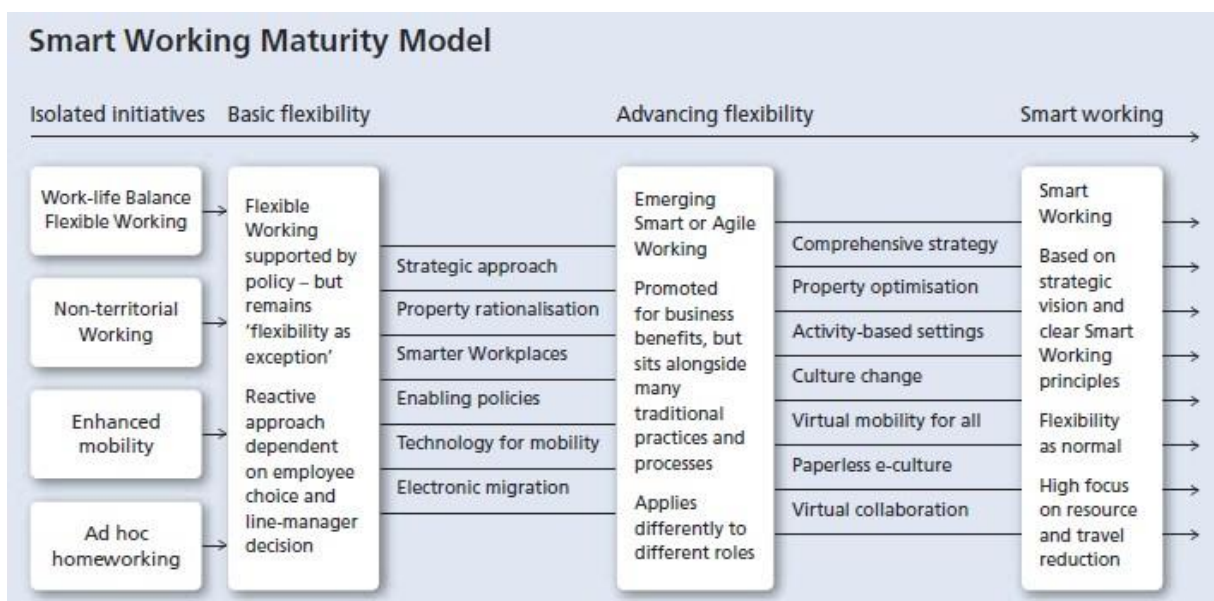 Smart Working Maturity Model
Isolated initiatives
Basic flexibility
Advancing flexibility
Smart working
Work-life Balance
Flexible Working
Non-territorial
Working
Enhanced
mobility
Ad hoc
homeworking
Flexible
Working
supported by
policy – but
remains
‘flexibility as
exception’
Reactive
approach
dependent
on employee
choice and
line-manager
decision
Strategic approach
Property rationalisation
Smarter Workplaces
Enabling policies
Technology for mobility
Electronic migration
Emerging
Smart or Agile
Working
Promoted
for business
benefits, but
sits alongside
many
traditional
practices and
processes
Applies
differently to
different roles
Comprehensive strategy
Property optimisation
Activity-based settings
Culture change
Virtual mobility for all
Paperless e-culture
Virtual collaboration
Smart
Working
Based on
strategic
vision and
clear Smart
Working
principles
Flexibility
as normal
High focus
on resource
and travel
reduction